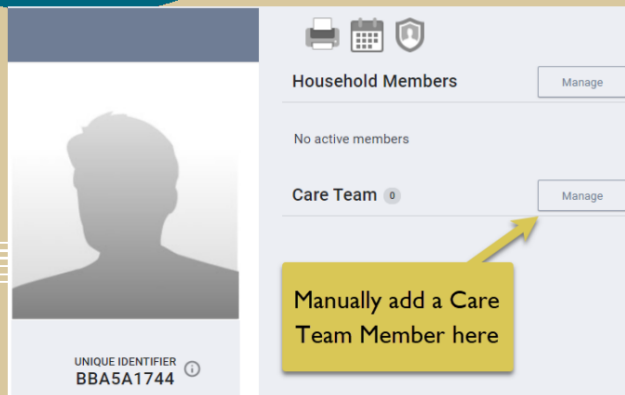 Household Members
Manage
No active members
Care Team 0
Manage
Manually add a Care
Team Member here
UNIQUE IDENTIFIER
BBA5A1744